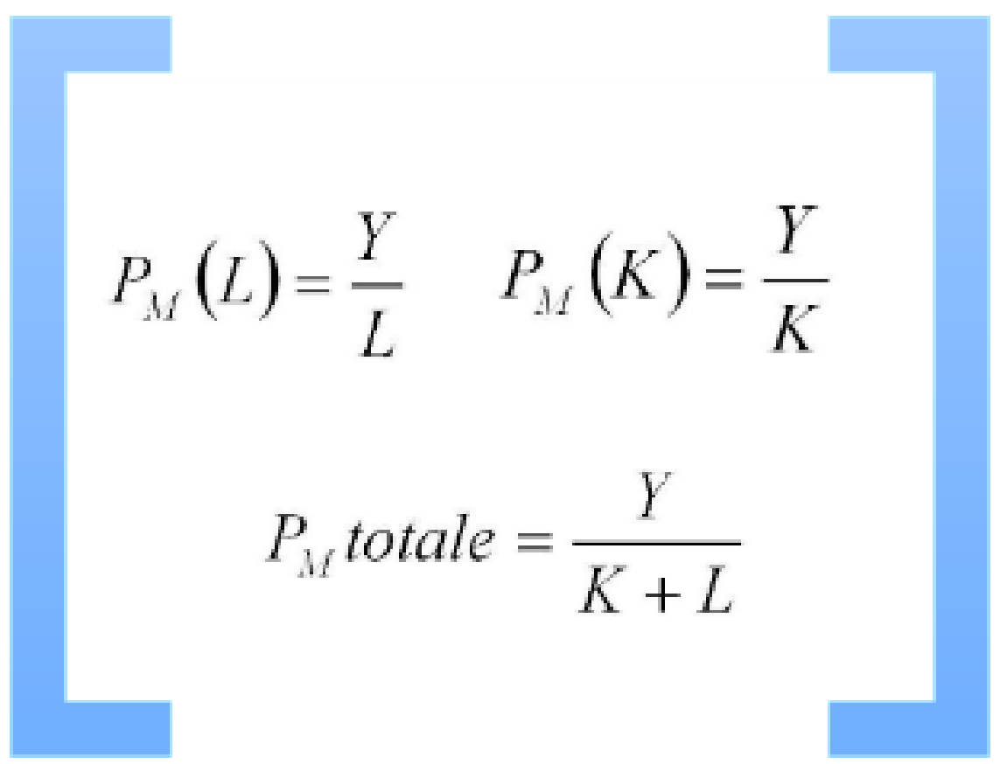 P_M(L) = Y/L   P_M(K) = Y/K
P_M totale = Y/(K + L)